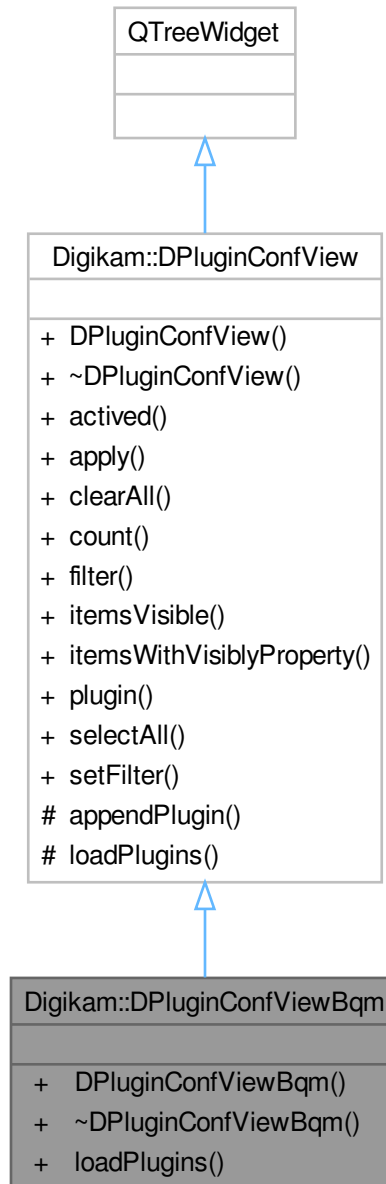 QTreeWidget
Digikam::DPluginConfView
+ DPluginConfView()
+ ~DPluginConfView()
+ actived()
+ apply()
+ clearAll()
+ count()
+ filter()
+ itemsVisible()
+ itemsWithVisiblyProperty()
+ plugin()
+ selectAll()
+ setFilter()
# appendPlugin()
# loadPlugins()
Digikam::DPluginConfViewBqm
+ DPluginConfViewBqm()
+ ~DPluginConfViewBqm()
+ loadPlugins()